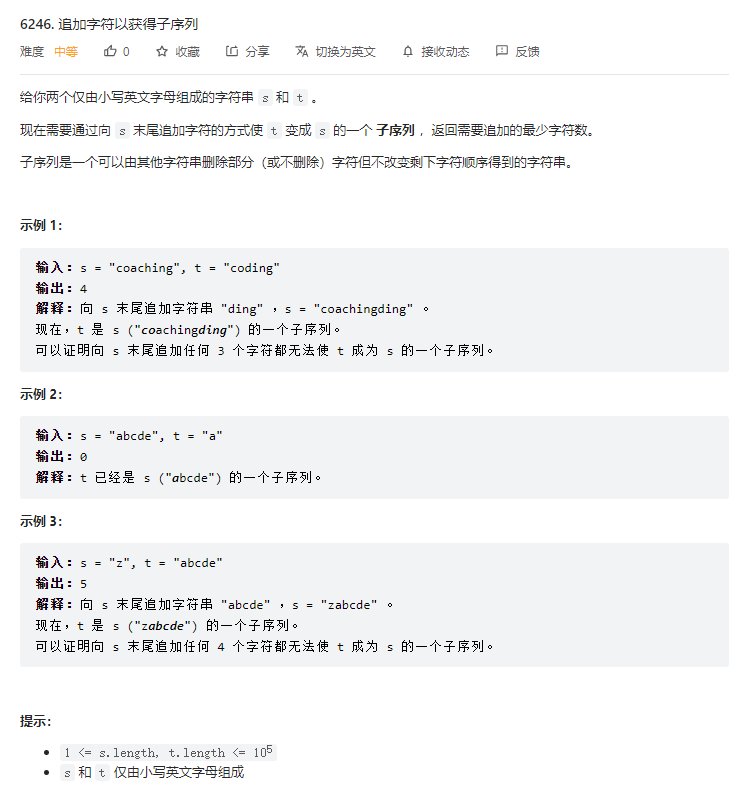 6246. 追加字符以获得子序列
难度 中等 0 收藏 分享 切换为英文 接收动态 反馈
给你两个仅由小写英文字母组成的字符串 s 和 t 。
现在需要通过向 s 末尾追加字符的方式使 t 变成 s 的一个 子序列 ，返回需要追加的最少字符数。
子序列是一个可以由其他字符串删除部分（或不删除）字符但不改变剩下字符顺序得到的字符串。
示例 1：
输入：s = "coaching", t = "coding"
输出：4
解释：向 s 末尾追加字符串 "ding" ，s = "coachingding" 。
现在，t 是 s ("coachingding") 的一个子序列。
可以证明向 s 末尾追加任何 3 个字符都无法使 t 成为 s 的一个子序列。
示例 2：
输入：s = "abcde", t = "a"
输出：0
解释：t 已经是 s ("abcde") 的一个子序列。
示例 3：
输入：s = "z", t = "abcde"
输出：5
解释：向 s 末尾追加字符串 "abcde" ，s = "zabcde" 。
现在，t 是 s ("zabcde") 的一个子序列。
可以证明向 s 末尾追加任何 4 个字符都无法使 t 成为 s 的一个子序列。
提示：
• 1 <= s.length, t.length <= 10⁵
• s 和 t 仅由小写英文字母组成